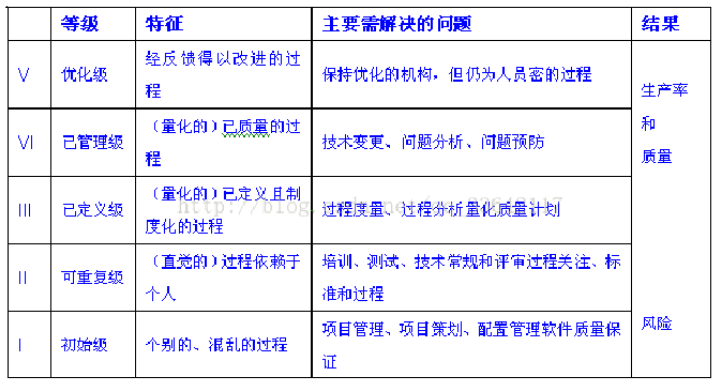 等级 特征 主要需解决的问题 结果
V 优化级 经反馈得以改进的过
程 保持优化的机构，但仍为人员密的过程
生产率
和
质量
VI 已管理级 （量化的）已质量的过
程 技术变更、问题分析、问题预防
III 已定义级 （量化的）已定义且制
度化的过程 过程度量、过程分析量化质量计划
II 可重复级 （直觉的）过程依赖于
个人 培训、测试、技术常规和评审过程关注、标
准和过程
I 初始级 个别的、混乱的过程 项目管理、项目策划、配置管理软件质量保
证
风险
http://blog.